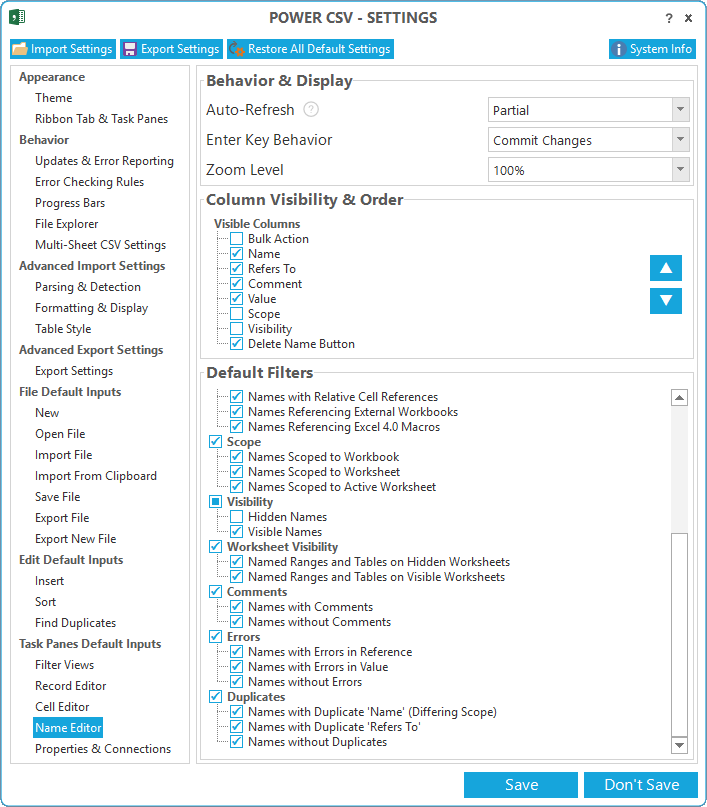 POWER CSV - SETTINGS
? x
Import Settings
Export Settings
Restore All Default Settings
System Info
Appearance
Theme
Ribbon Tab & Task Panes
Behavior
Updates & Error Reporting
Error Checking Rules
Progress Bars
File Explorer
Multi-Sheet CSV Settings
Advanced Import Settings
Parsing & Detection
Formatting & Display
Table Style
Advanced Export Settings
Export Settings
File Default Inputs
New
Open File
Import File
Import From Clipboard
Save File
Export File
Export New File
Edit Default Inputs
Insert
Sort
Find Duplicates
Task Panes Default Inputs
Filter Views
Record Editor
Cell Editor
Name Editor
Properties & Connections
Behavior & Display
Auto-Refresh ? Partial
Enter Key Behavior Commit Changes
Zoom Level 100%
Column Visibility & Order
Visible Columns
Bulk Action
Name
Refers To
Comment
Value
Scope
Visibility
Delete Name Button
Default Filters
Names with Relative Cell References
Names Referencing External Workbooks
Names Referencing Excel 4.0 Macros
Scope
Names Scoped to Workbook
Names Scoped to Worksheet
Names Scoped to Active Worksheet
Visibility
Hidden Names
Visible Names
Worksheet Visibility
Named Ranges and Tables on Hidden Worksheets
Named Ranges and Tables on Visible Worksheets
Comments
Names with Comments
Names without Comments
Errors
Names with Errors in Reference
Names with Errors in Value
Names without Errors
Duplicates
Names with Duplicate 'Name' (Differing Scope)
Names with Duplicate 'Refers To'
Names without Duplicates
Save
Don't Save